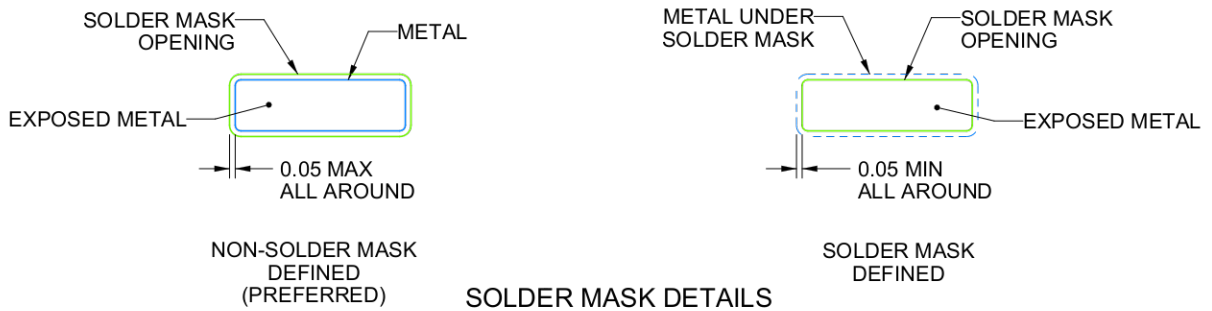 SOLDER MASK
OPENING
METAL
EXPOSED METAL
0.05 MAX
ALL AROUND
NON-SOLDER MASK
DEFINED
(PREFERRED)
METAL UNDER
SOLDER MASK
SOLDER MASK
OPENING
EXPOSED METAL
0.05 MIN
ALL AROUND
SOLDER MASK
DEFINED
SOLDER MASK DETAILS